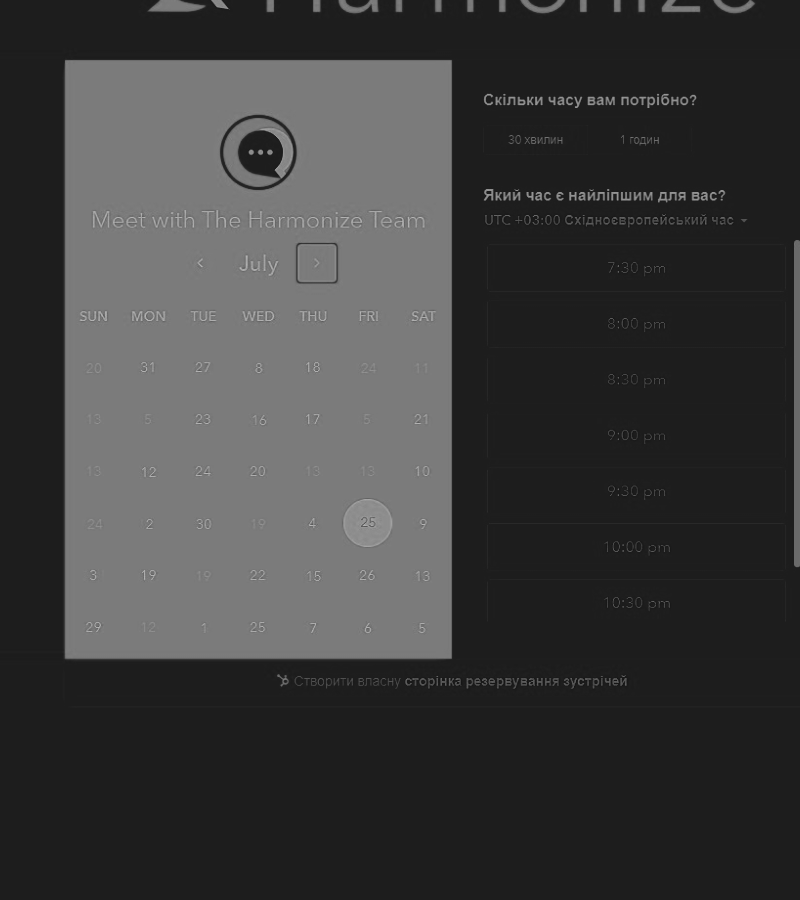 Harmonize
Meet with The Harmonize Team
July
SUN MON TUE WED THU FRI SAT
20 31 27 8 18 24 11
13 5 23 16 17 5 21
13 12 24 20 13 13 10
24 2 30 19 4 25 9
3 19 19 22 15 26 13
29 12 1 25 7 6 5
Скільки часу вам потрібно?
30 хвилин 1 годин
Який час є найліпшим для вас?
UTC +03:00 Східноєвропейський час
7:30 pm
8:00 pm
8:30 pm
9:00 pm
9:30 pm
10:00 pm
10:30 pm
Створити власну сторінка резервування зустрічей